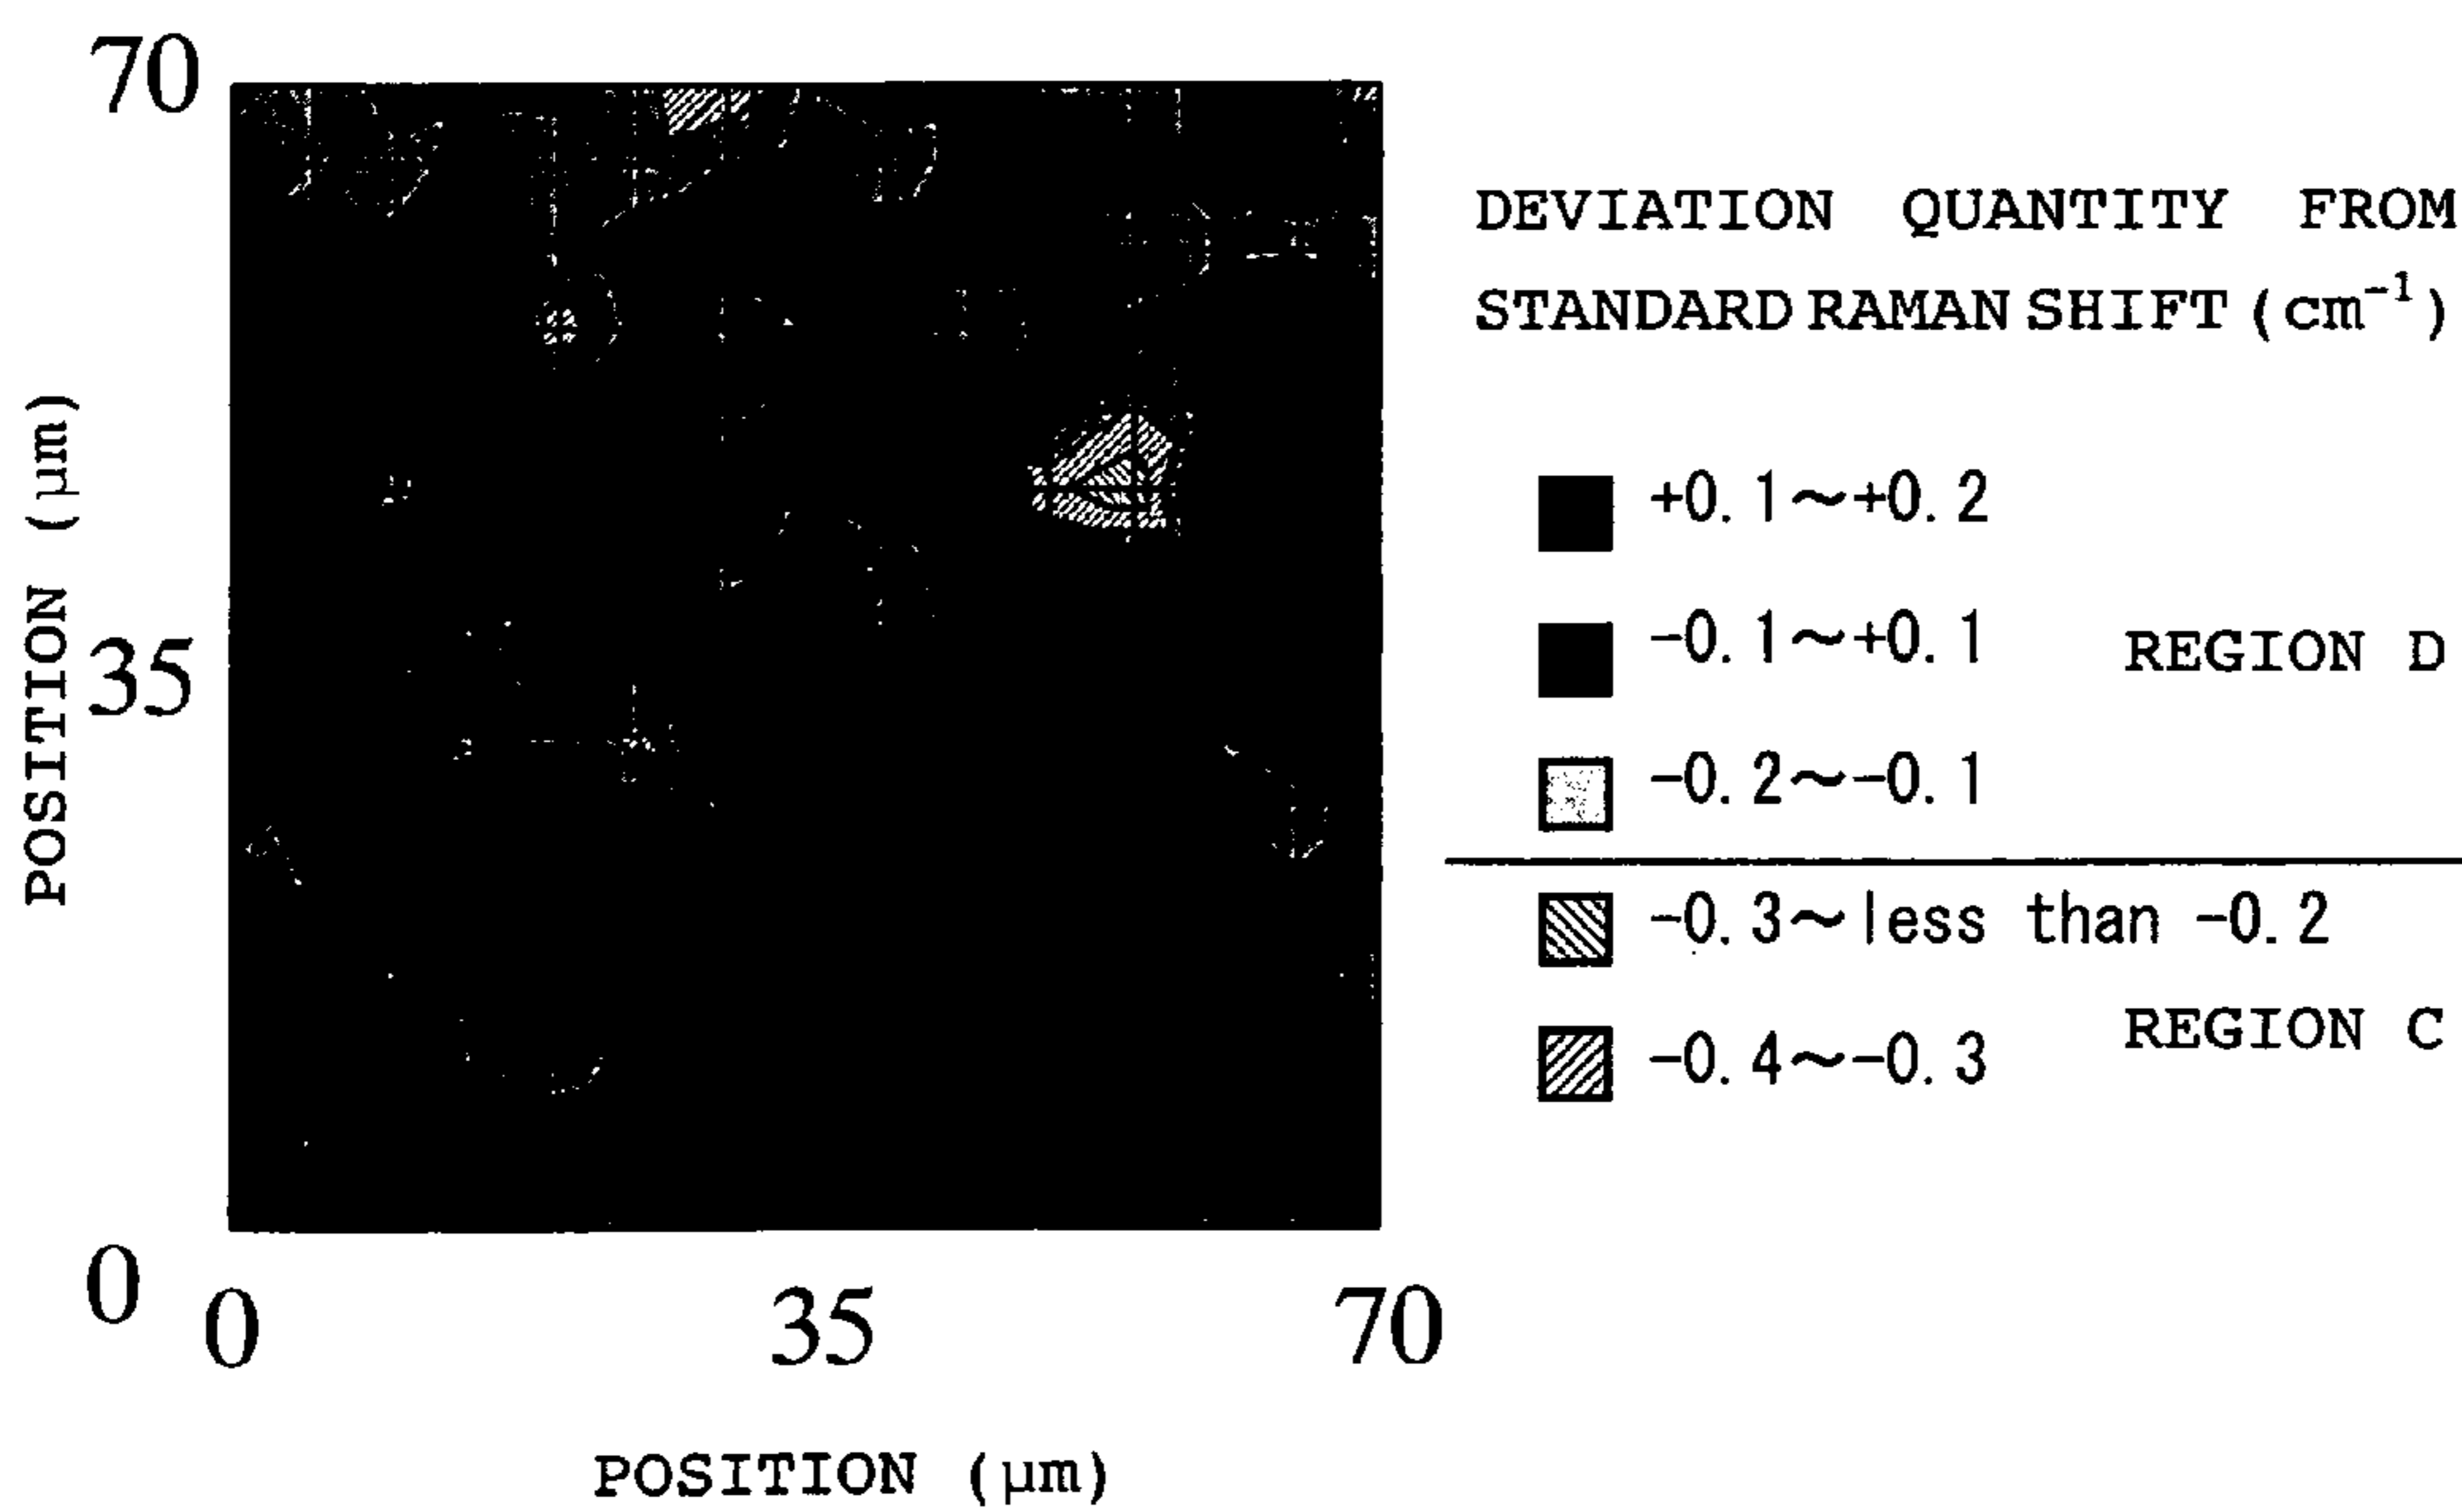 70
35
0
0 35 70
POSITION (μm)
POSITION (μm)
DEVIATION QUANTITY FROM
STANDARD RAMAN SHIFT (cm⁻¹)
+0.1～+0.2
-0.1～+0.1 REGION D
-0.2～-0.1
-0.3～less than -0.2
REGION C
-0.4～-0.3